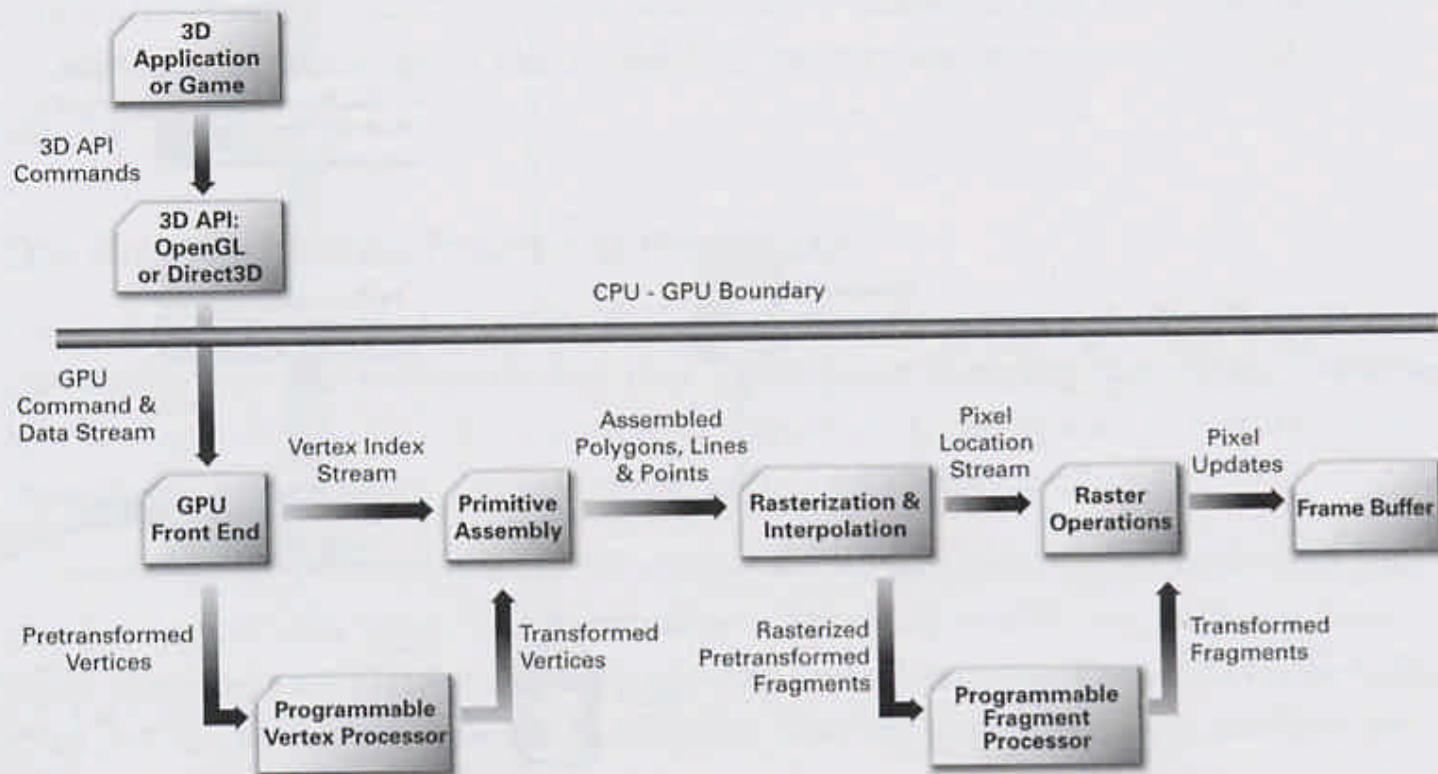 3D
Application
or Game
3D API
Commands
3D API:
OpenGL
or Direct3D
CPU - GPU Boundary
GPU
Command &
Data Stream
Vertex Index
Stream
Assembled
Polygons, Lines
& Points
Pixel
Location
Stream
Pixel
Updates
GPU
Front End
Primitive
Assembly
Rasterization &
Interpolation
Raster
Operations
Frame Buffer
Pretransformed
Vertices
Transformed
Vertices
Rasterized
Pretransformed
Fragments
Transformed
Fragments
Programmable
Vertex Processor
Programmable
Fragment
Processor